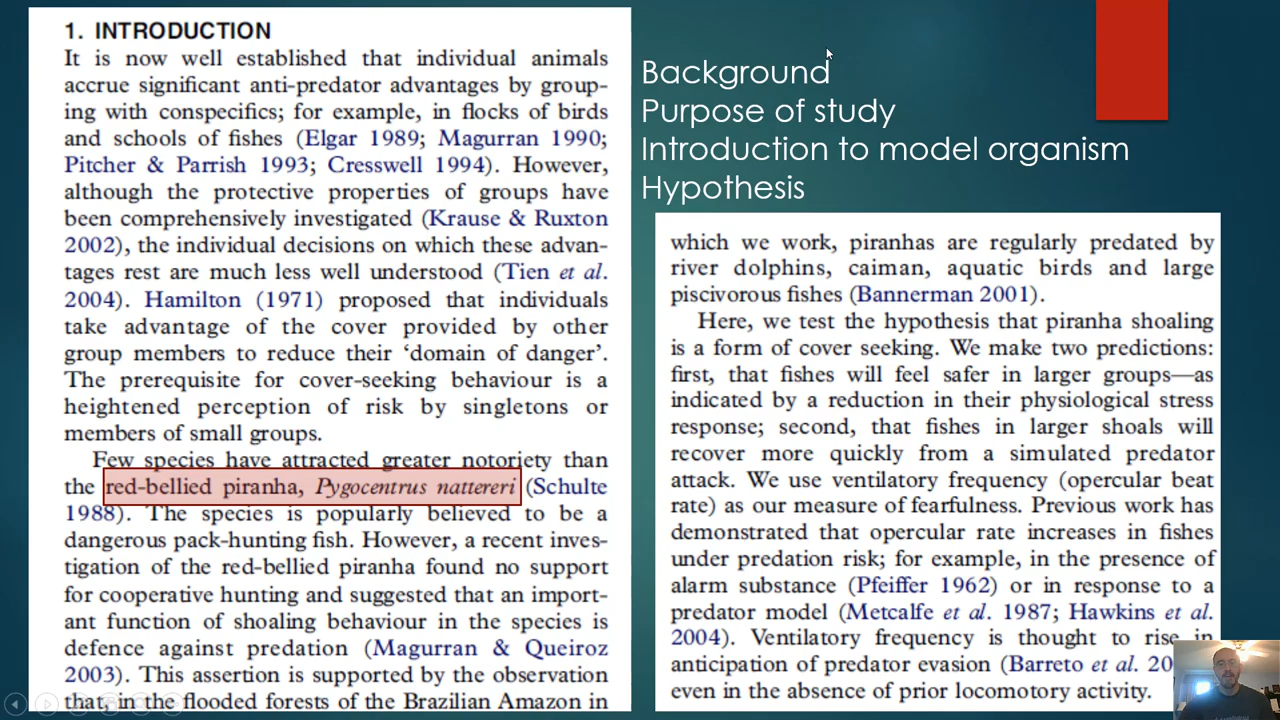 1. INTRODUCTION
It is now well established that individual animals
accrue significant anti-predator advantages by group-
ing with conspecifics; for example, in flocks of birds
and schools of fishes (Elgar 1989; Magurran 1990;
Pitcher & Parrish 1993; Cresswell 1994). However,
although the protective properties of groups have
been comprehensively investigated (Krause & Ruxton
2002), the individual decisions on which these advan-
tages rest are much less well understood (Tien et al.
2004). Hamilton (1971) proposed that individuals
take advantage of the cover provided by other
group members to reduce their ‘domain of danger’.
The prerequisite for cover-seeking behaviour is a
heightened perception of risk by singletons or
members of small groups.
Few species have attracted greater notoriety than
the red-bellied piranha, Pygocentrus nattereri (Schulte
1988). The species is popularly believed to be a
dangerous pack-hunting fish. However, a recent inves-
tigation of the red-bellied piranha found no support
for cooperative hunting and suggested that an import-
ant function of shoaling behaviour in the species is
defence against predation (Magurran & Queiroz
2003). This assertion is supported by the observation
that, in the flooded forests of the Brazilian Amazon in
Background
Purpose of study
Introduction to model organism
Hypothesis
which we work, piranhas are regularly predated by
river dolphins, caiman, aquatic birds and large
piscivorous fishes (Bannerman 2001).
Here, we test the hypothesis that piranha shoaling
is a form of cover seeking. We make two predictions:
first, that fishes will feel safer in larger groups—as
indicated by a reduction in their physiological stress
response; second, that fishes in larger shoals will
recover more quickly from a simulated predator
attack. We use ventilatory frequency (opercular beat
rate) as our measure of fearfulness. Previous work has
demonstrated that opercular rate increases in fishes
under predation risk; for example, in the presence of
alarm substance (Pfeiffer 1962) or in response to a
predator model (Metcalfe et al. 1987; Hawkins et al.
2004). Ventilatory frequency is thought to rise in
anticipation of predator evasion (Barreto et al. 20
even in the absence of prior locomotory activity.